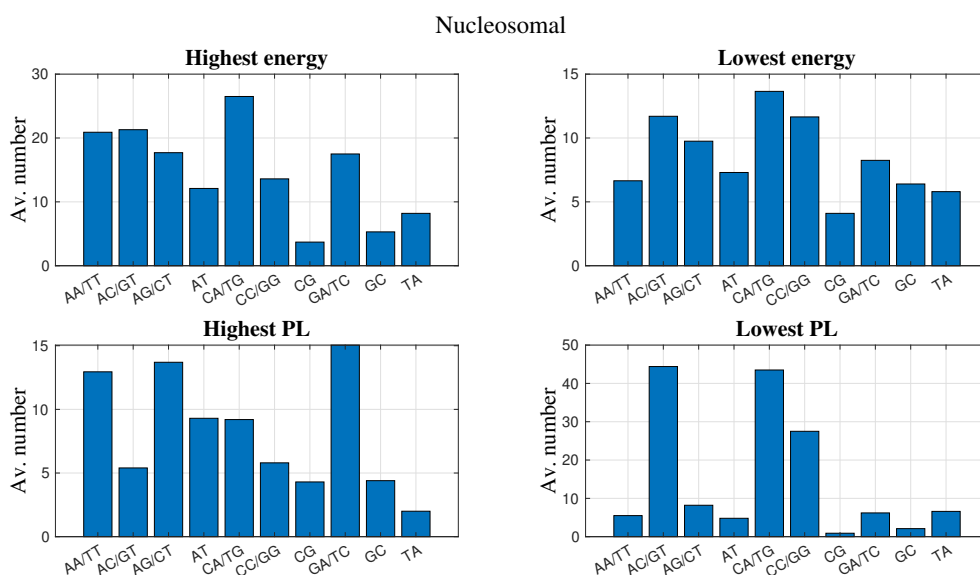 Nucleosomal
Highest energy
Av. number
30
20
10
0
AA/TT AC/GT AG/CT AT CA/TG CC/GG CG GA/TC GC TA
Lowest energy
Av. number
15
10
5
0
AA/TT AC/GT AG/CT AT CA/TG CC/GG CG GA/TC GC TA
Highest PL
Av. number
15
10
5
0
AA/TT AC/GT AG/CT AT CA/TG CC/GG CG GA/TC GC TA
Lowest PL
Av. number
50
40
30
20
10
0
AA/TT AC/GT AG/CT AT CA/TG CC/GG CG GA/TC GC TA